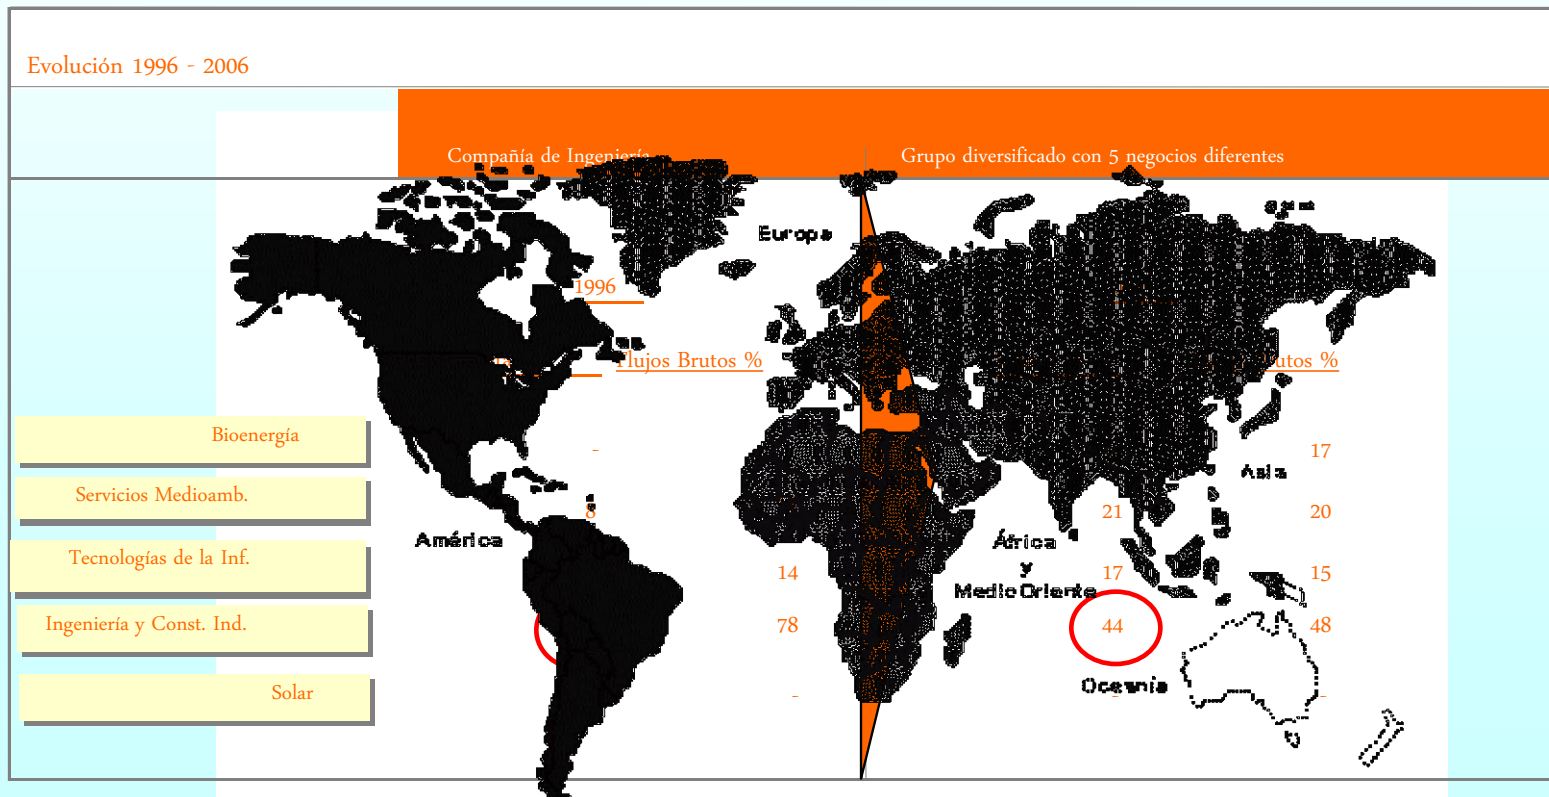 Evolución 1996 - 2006
Compañía de Ingeniería
Grupo diversificado con 5 negocios diferentes
Europa
1996
Flujos Brutos %
Bioenergía - 17
Asia
Servicios Medioamb. 8 21 20
América
África
y
Medio Oriente
Tecnologías de la Inf. 14 17 15
Ingeniería y Const. Ind. 78 44 48
Oceanía
Solar - - -